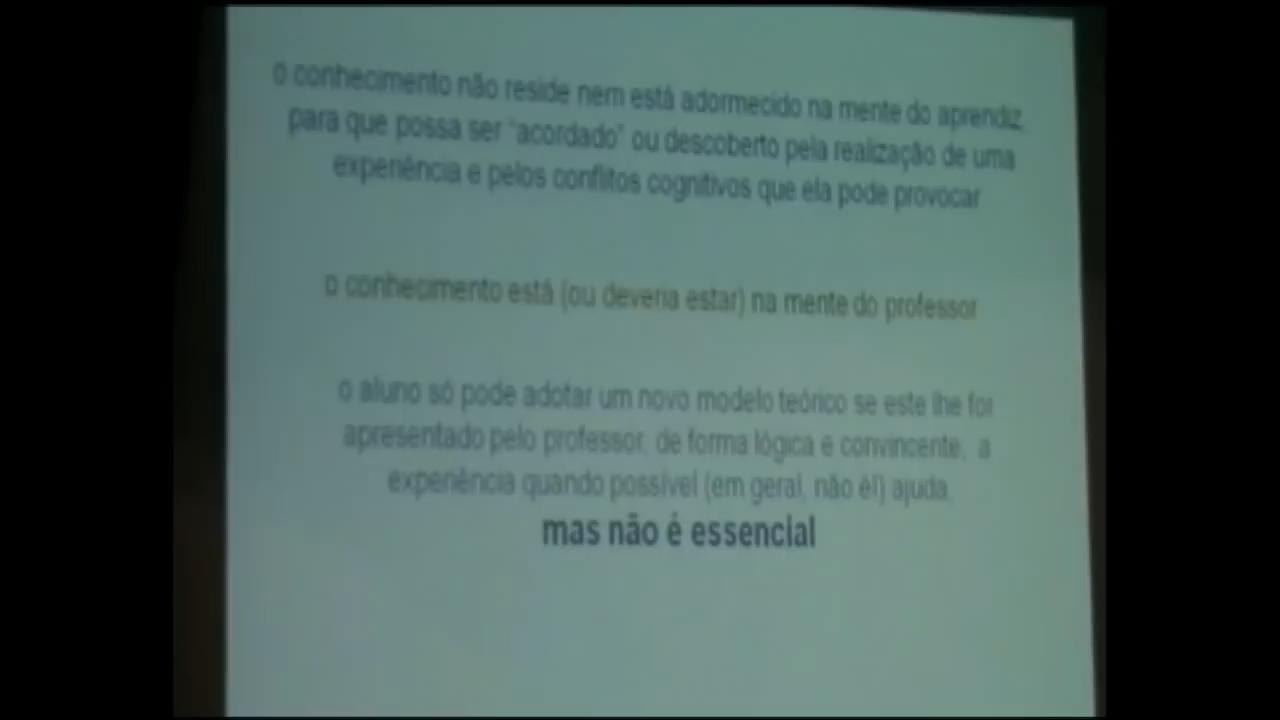 o conhecimento não reside nem está adormecido na mente do aprendiz,
para que possa ser "acordado" ou descoberto pela realização de uma
experiência e pelos conflitos cognitivos que ela pode provocar
o conhecimento está (ou deveria estar) na mente do professor
o aluno só pode adotar um novo modelo teórico se este lhe for
apresentado pelo professor, de forma lógica e convincente, a
experiência quando possível (em geral, não é!) ajuda,
mas não é essencial